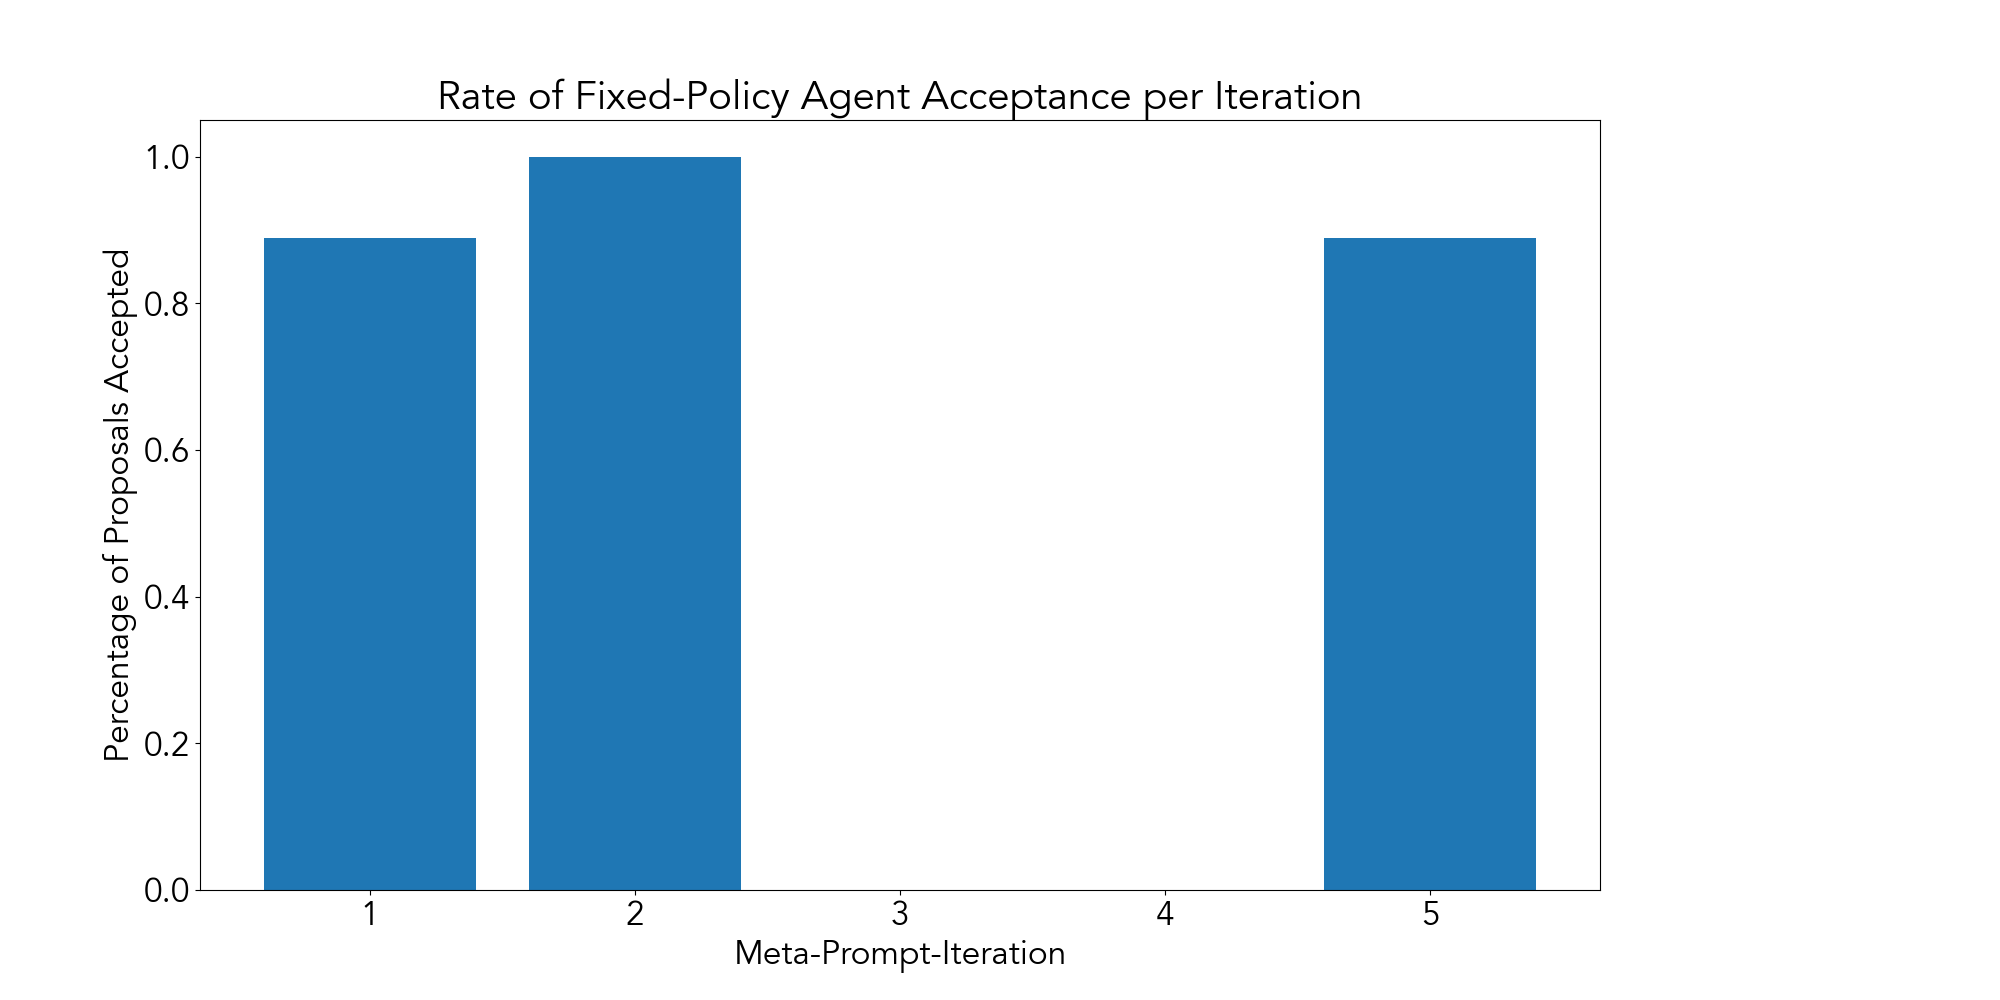 Rate of Fixed-Policy Agent Acceptance per Iteration
Percentage of Proposals Accepted
1.0
0.8
0.6
0.4
0.2
0.0
1 2 3 4 5
Meta-Prompt-Iteration